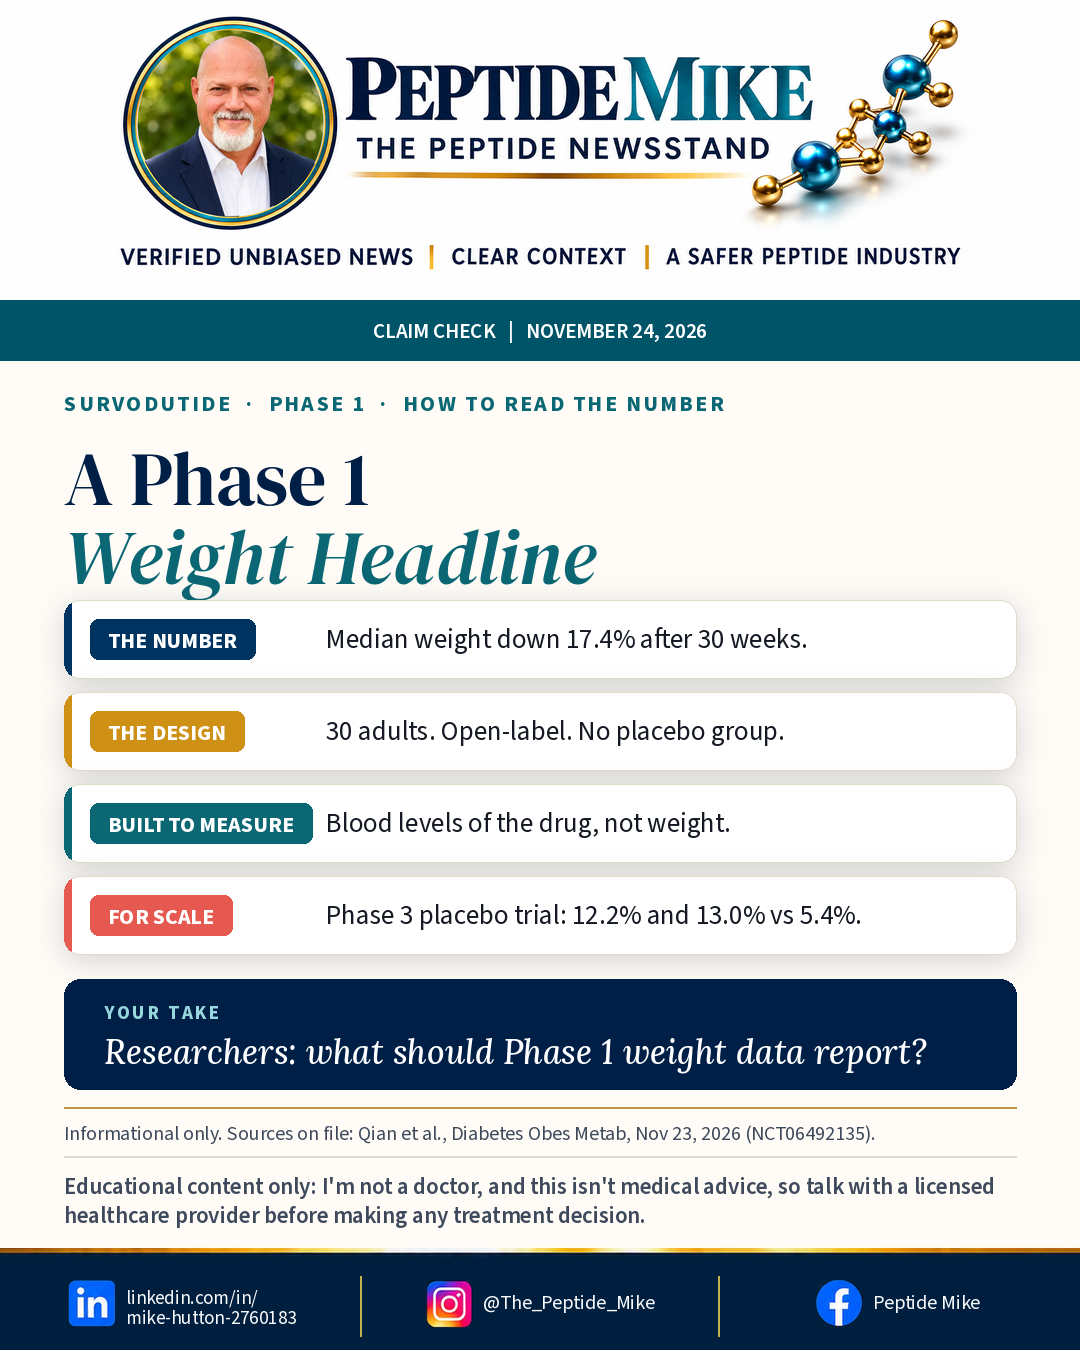 PEPTIDEMIKE
THE PEPTIDE NEWSSTAND
VERIFIED UNBIASED NEWS | CLEAR CONTEXT | A SAFER PEPTIDE INDUSTRY
CLAIM CHECK | NOVEMBER 24, 2026
SURVODUTIDE · PHASE 1 · HOW TO READ THE NUMBER
A Phase 1
Weight Headline
THE NUMBER Median weight down 17.4% after 30 weeks.
THE DESIGN 30 adults. Open-label. No placebo group.
BUILT TO MEASURE Blood levels of the drug, not weight.
FOR SCALE Phase 3 placebo trial: 12.2% and 13.0% vs 5.4%.
YOUR TAKE
Researchers: what should Phase 1 weight data report?
Informational only. Sources on file: Qian et al., Diabetes Obes Metab, Nov 23, 2026 (NCT06492135).
Educational content only: I'm not a doctor, and this isn't medical advice, so talk with a licensed
healthcare provider before making any treatment decision.
in linkedin.com/in/
mike-hutton-2760183
@The_Peptide_Mike
f Peptide Mike